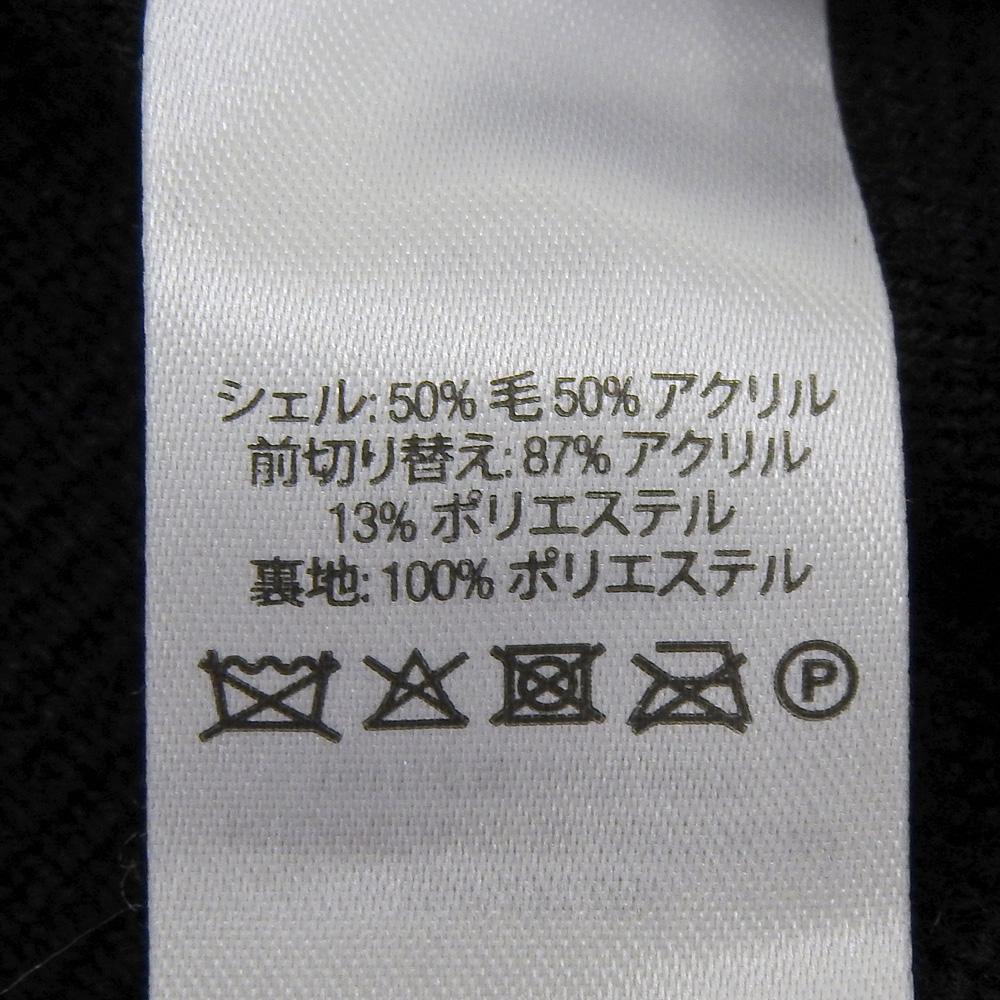 シェル: 50% 毛 50% アクリル
前切り替え: 87% アクリル
13% ポリエステル
裏地: 100% ポリエステル
P